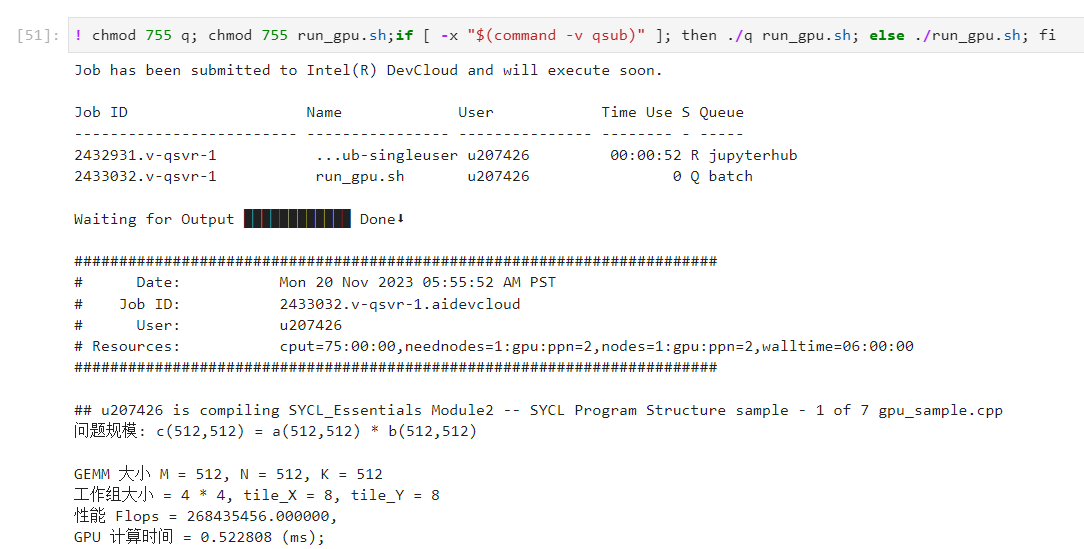 [51]: ! chmod 755 q; chmod 755 run_gpu.sh;if [ -x "$(command -v qsub)" ]; then ./q run_gpu.sh; else ./run_gpu.sh; fi
Job has been submitted to Intel(R) DevCloud and will execute soon.
Job ID                    Name             User            Time Use S Queue
------------------------- ---------------- --------------- -------- - -----
2432931.v-qsvr-1           ...ub-singleuser u207426         00:00:52 R jupyterhub
2433032.v-qsvr-1           run_gpu.sh       u207426                0 Q batch
Waiting for Output ████████████ Done⬇
########################################################################
#      Date:           Mon 20 Nov 2023 05:55:52 AM PST
#    Job ID:           2433032.v-qsvr-1.aidevcloud
#      User:           u207426
# Resources:           cput=75:00:00,neednodes=1:gpu:ppn=2,nodes=1:gpu:ppn=2,walltime=06:00:00
########################################################################
## u207426 is compiling SYCL_Essentials Module2 -- SYCL Program Structure sample - 1 of 7 gpu_sample.cpp
问题规模: c(512,512) = a(512,512) * b(512,512)
GEMM 大小 M = 512, N = 512, K = 512
工作组大小 = 4 * 4, tile_X = 8, tile_Y = 8
性能 Flops = 268435456.000000,
GPU 计算时间 = 0.522808 (ms);